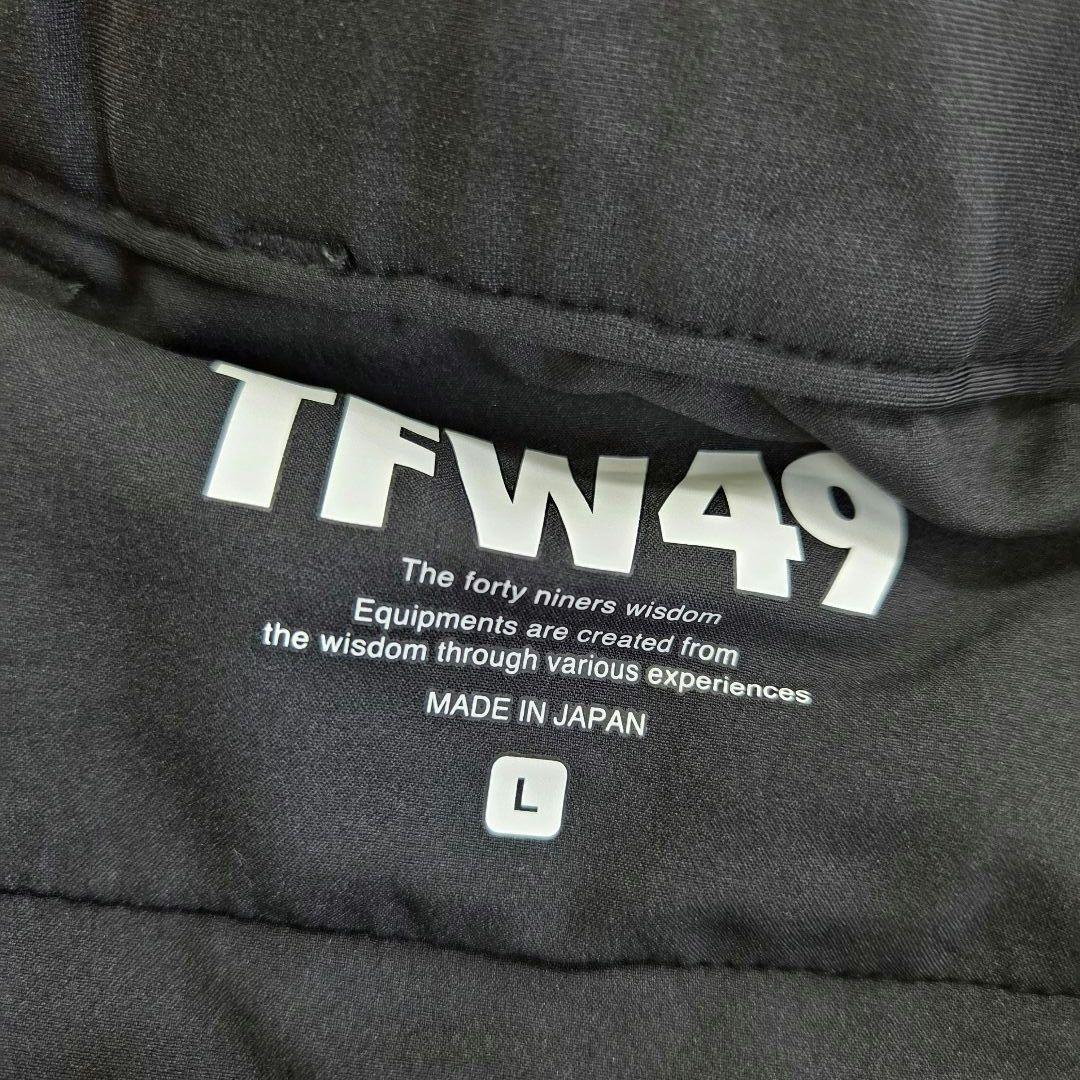 TFW49
The forty niners wisdom
Equipments are created from
the wisdom through various experiences
MADE IN JAPAN
L